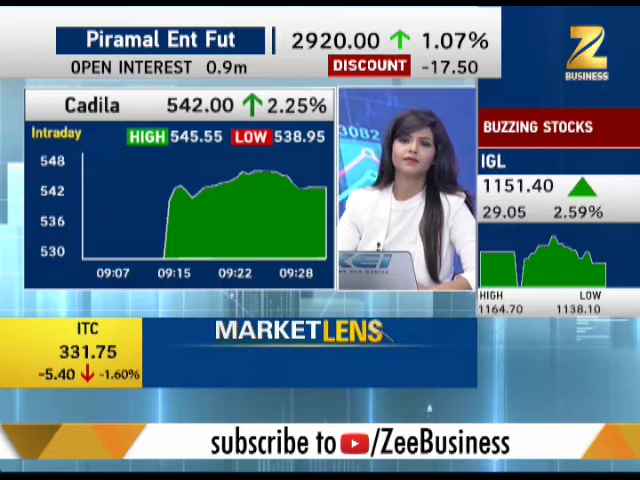 Piramal Ent Fut 2920.00 1.07%
OPEN INTEREST 0.9m DISCOUNT -17.50
Z
BUSINESS
Cadila 542.00 2.25%
Intraday HIGH 545.55 LOW 538.95
548
542
536
530
09:07 09:15 09:22 09:28
3082
KEI
BUZZING STOCKS
IGL
1151.40
29.05 2.59%
HIGH LOW
1164.70 1138.10
ITC
331.75
-5.40 -1.60%
MARKETLENS
subscribe to /ZeeBusiness